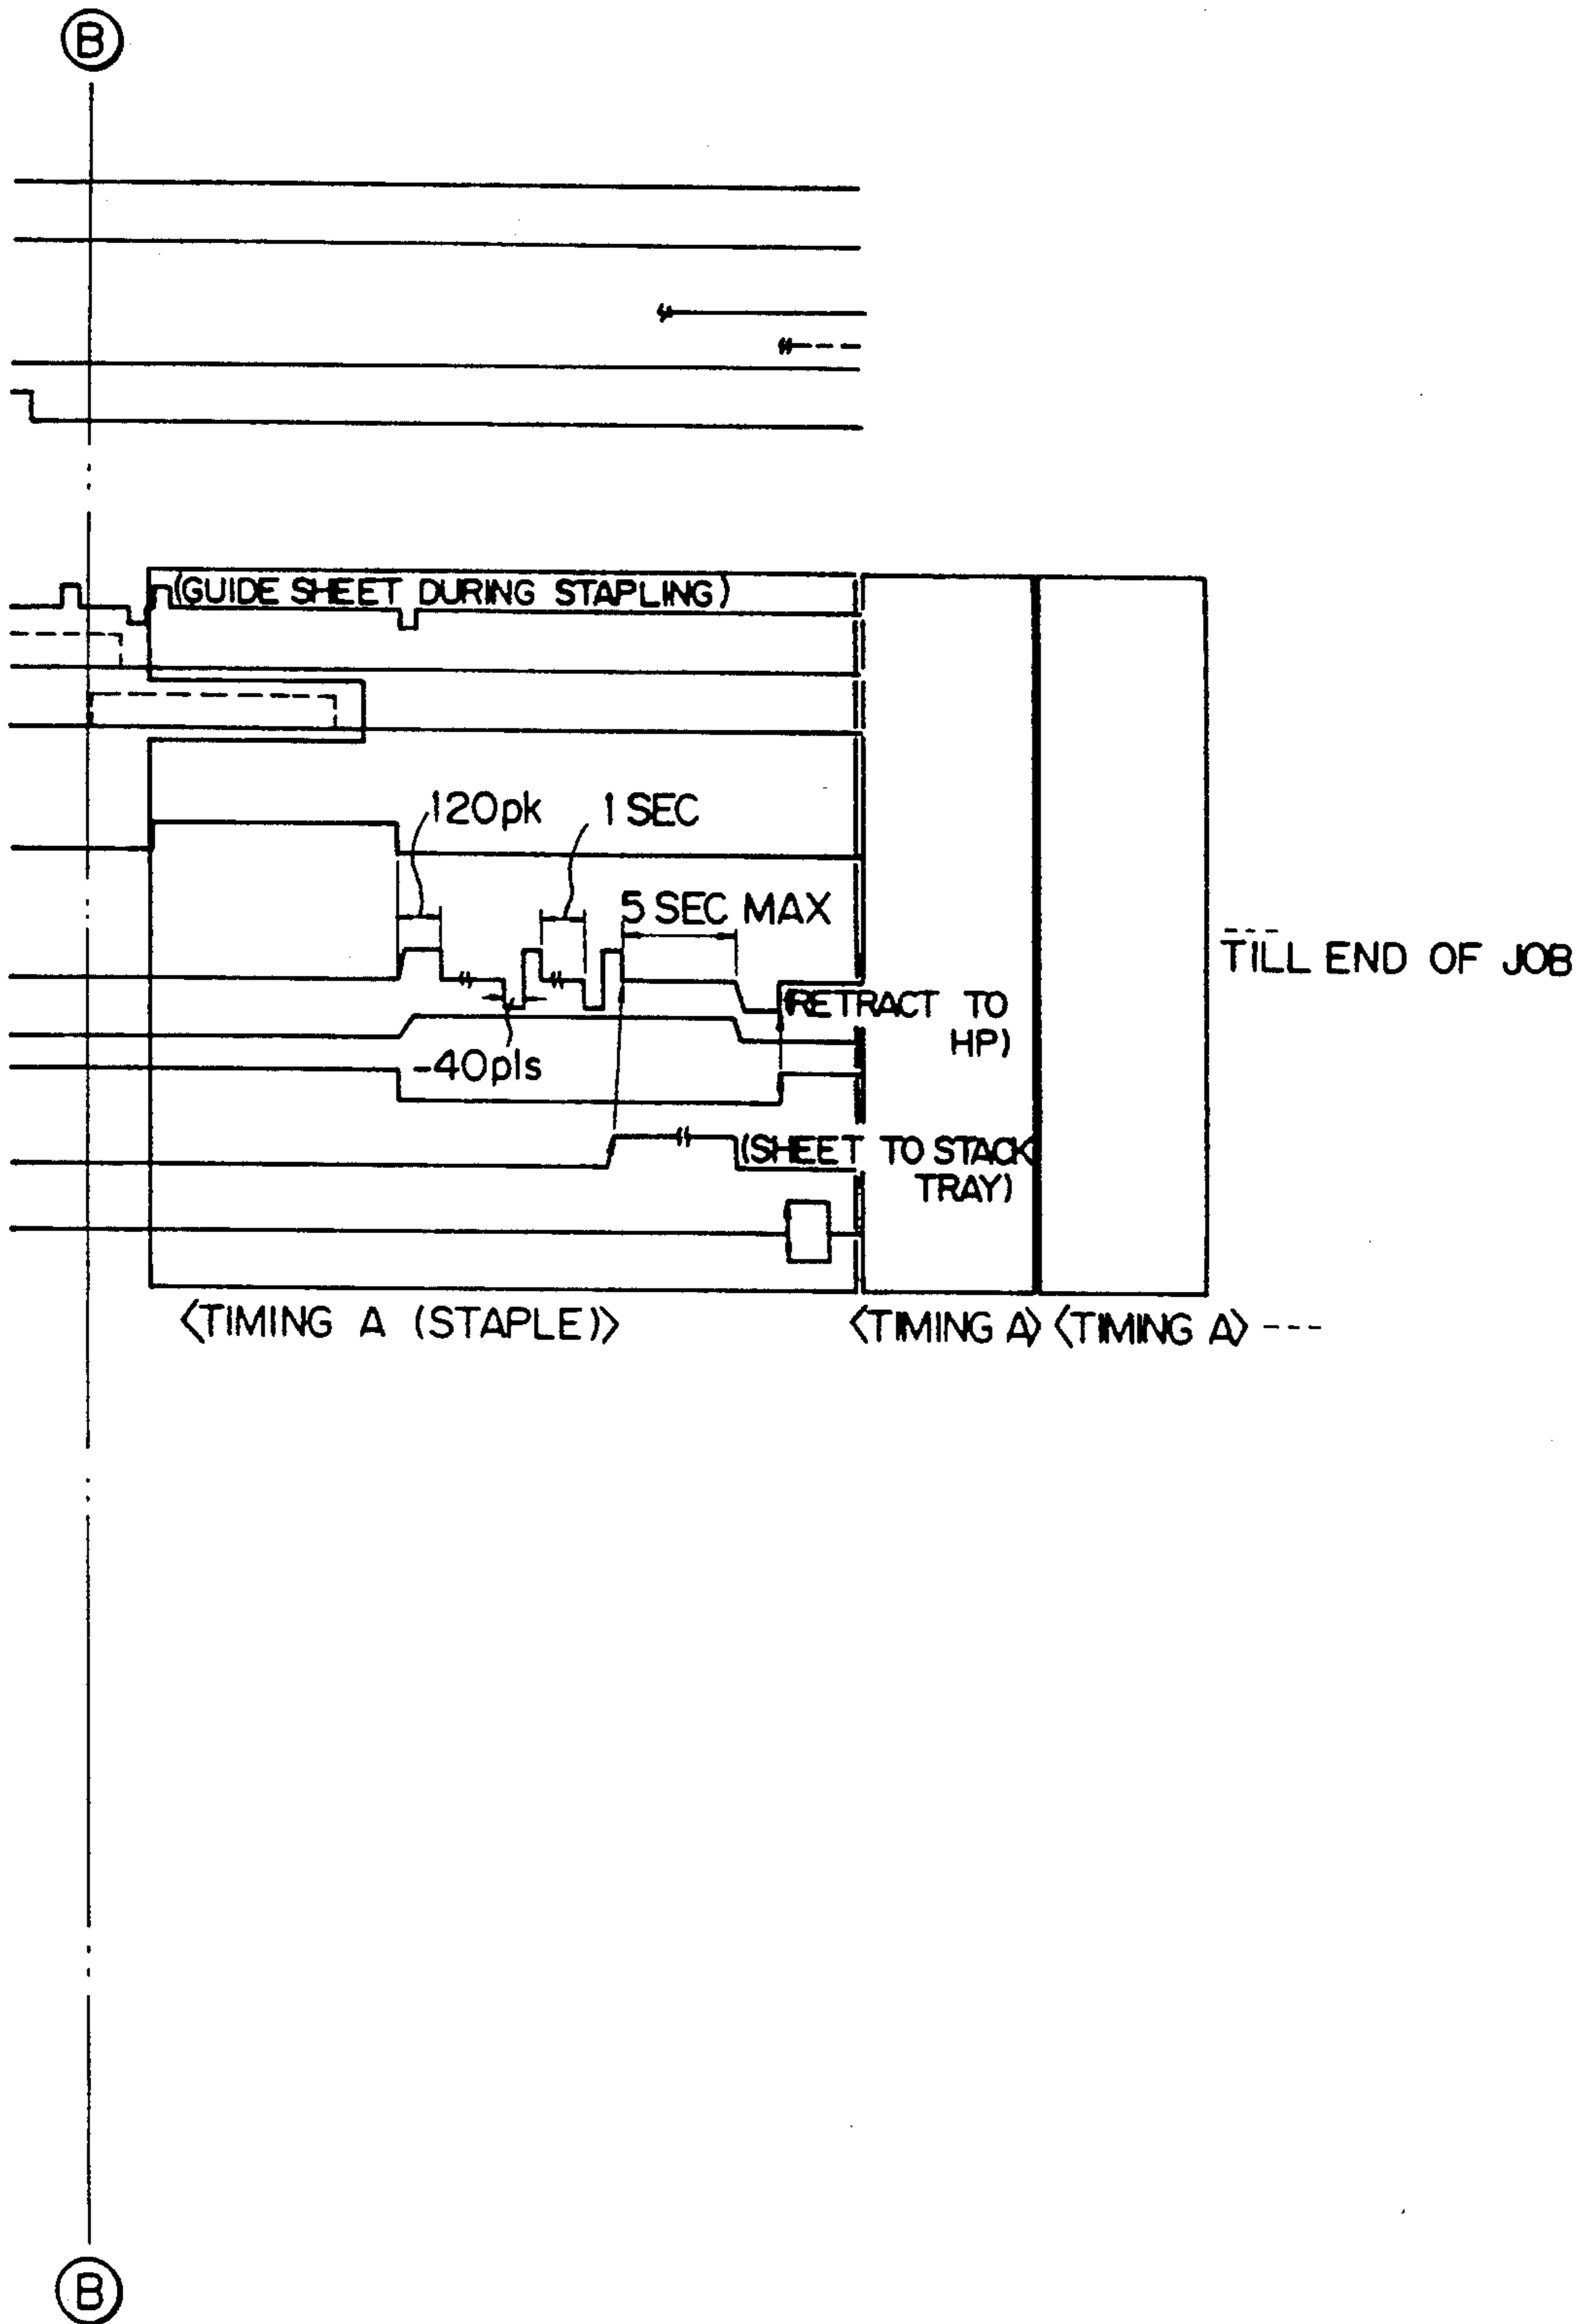 B
(GUIDE SHEET DURING STAPLING)
120pk
1 SEC
5 SEC MAX
TILL END OF JOB
(RETRACT TO
HP)
-40pls
(SHEET TO STACK
TRAY)
<TIMING A (STAPLE)>
<TIMING A>
<TIMING A> ---
B